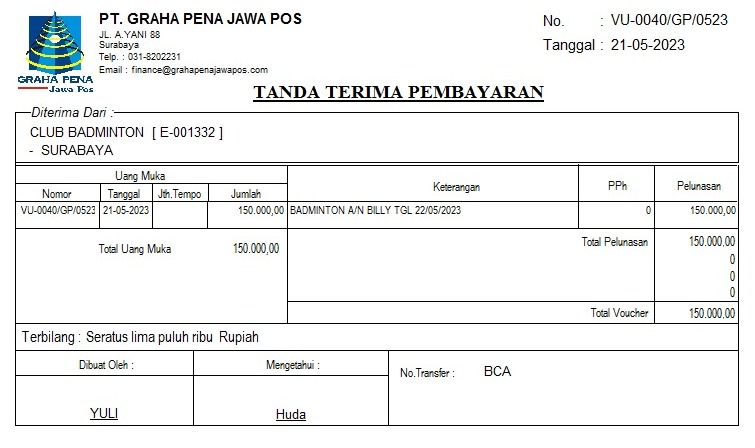 GRAHA PENA
Jawa Pos
PT. GRAHA PENA JAWA POS
JL. A.YANI 88
Surabaya
Telp. : 031-8202231
Email : finance@grahapenajawapos.com
No. : VU-0040/GP/0523
Tanggal : 21-05-2023
TANDA TERIMA PEMBAYARAN
Diterima Dari :
CLUB BADMINTON [ E-001332 ]
- SURABAYA
Uang Muka Keterangan PPh Pelunasan
Nomor Tanggal Jth.Tempo Jumlah
VU-0040/GP/0523 21-05-2023 150.000,00 BADMINTON A/N BILLY TGL 22/05/2023 0 150.000,00
Total Uang Muka 150.000,00 Total Pelunasan 150.000,00
0
0
0
Total Voucher 150.000,00
Terbilang : Seratus lima puluh ribu Rupiah
Dibuat Oleh : Mengetahui : No.Transfer : BCA
YULI Huda